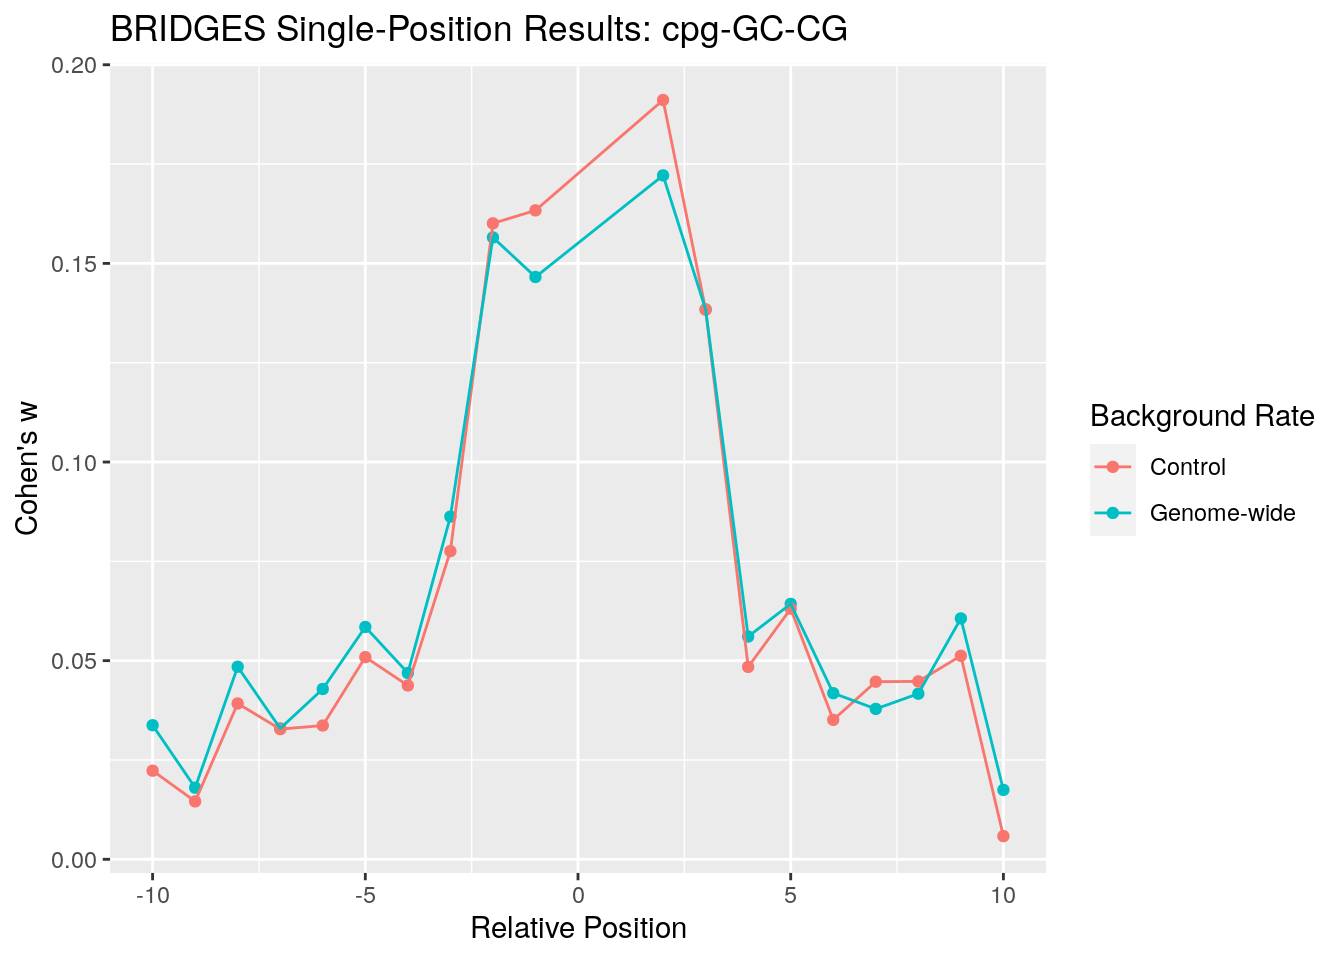 BRIDGES Single-Position Results: cpg-GC-CG
0.20
0.15
0.10
0.05
0.00
Cohen's w
-10
-5
0
5
10
Relative Position
Background Rate
Control
Genome-wide